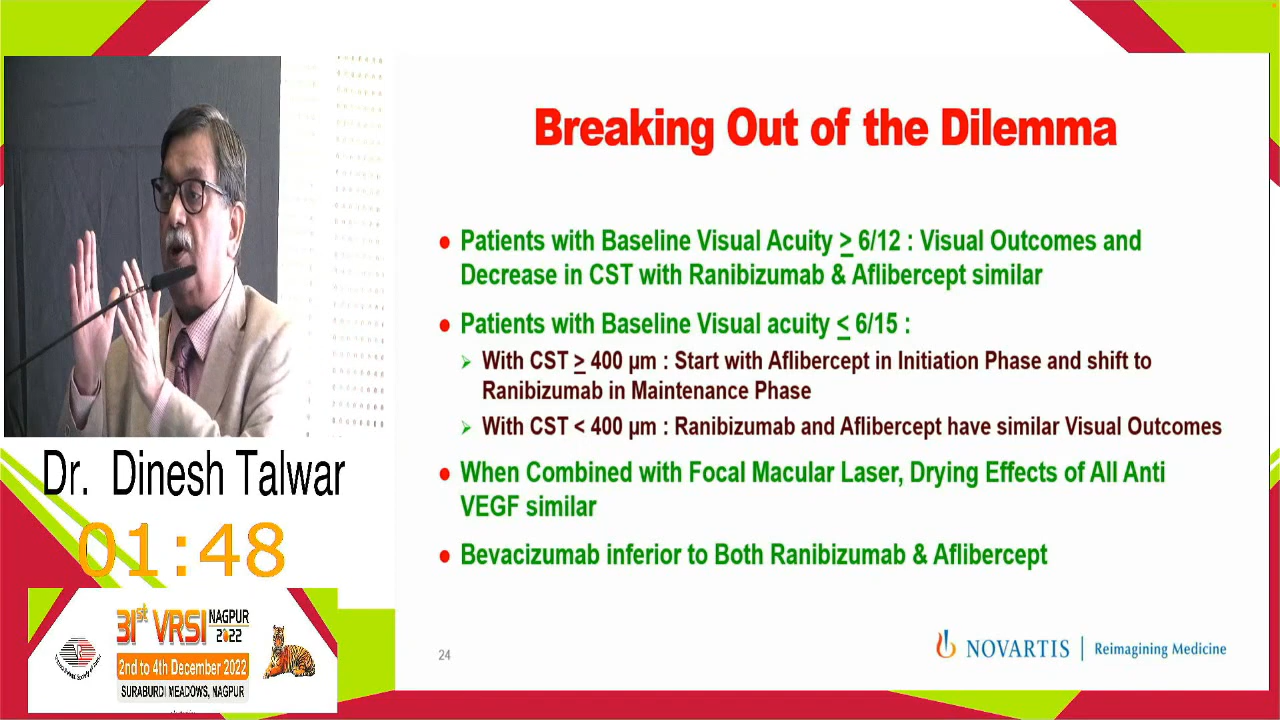 Breaking Out of the Dilemma
● Patients with Baseline Visual Acuity ≥ 6/12 : Visual Outcomes and
Decrease in CST with Ranibizumab & Aflibercept similar
● Patients with Baseline Visual acuity ≤ 6/15 :
➢ With CST ≥ 400 µm : Start with Aflibercept in Initiation Phase and shift to
Ranibizumab in Maintenance Phase
➢ With CST < 400 µm : Ranibizumab and Aflibercept have similar Visual Outcomes
● When Combined with Focal Macular Laser, Drying Effects of All Anti
VEGF similar
● Bevacizumab inferior to Both Ranibizumab & Aflibercept
24
NOVARTIS | Reimagining Medicine
Dr. Dinesh Talwar
01:48
31st VRSI NAGPUR
2022
2nd to 4th December 2022
SURABURDI MEADOWS, NAGPUR